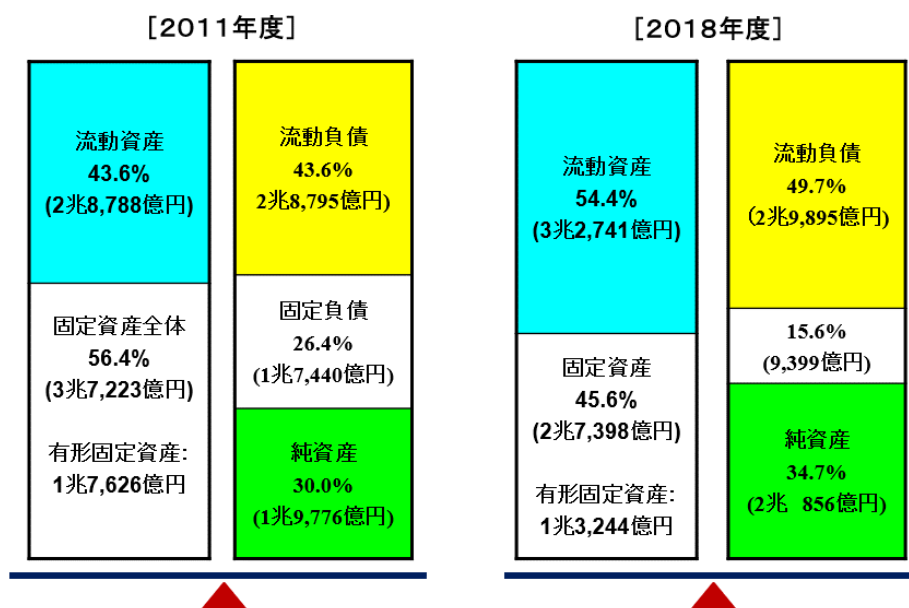 [2011年度]
流動資産
43.6%
(2兆8,788億円)
固定資産全体
56.4%
(3兆7,223億円)
有形固定資産:
1兆7,626億円
流動負債
43.6%
2兆8,795億円)
固定負債
26.4%
(1兆7,440億円)
純資産
30.0%
(1兆9,776億円)
[2018年度]
流動資産
54.4%
(3兆2,741億円)
固定資産
45.6%
(2兆7,398億円)
有形固定資産:
1兆3,244億円
流動負債
49.7%
(2兆9,895億円)
15.6%
(9,399億円)
純資産
34.7%
(2兆 856億円)